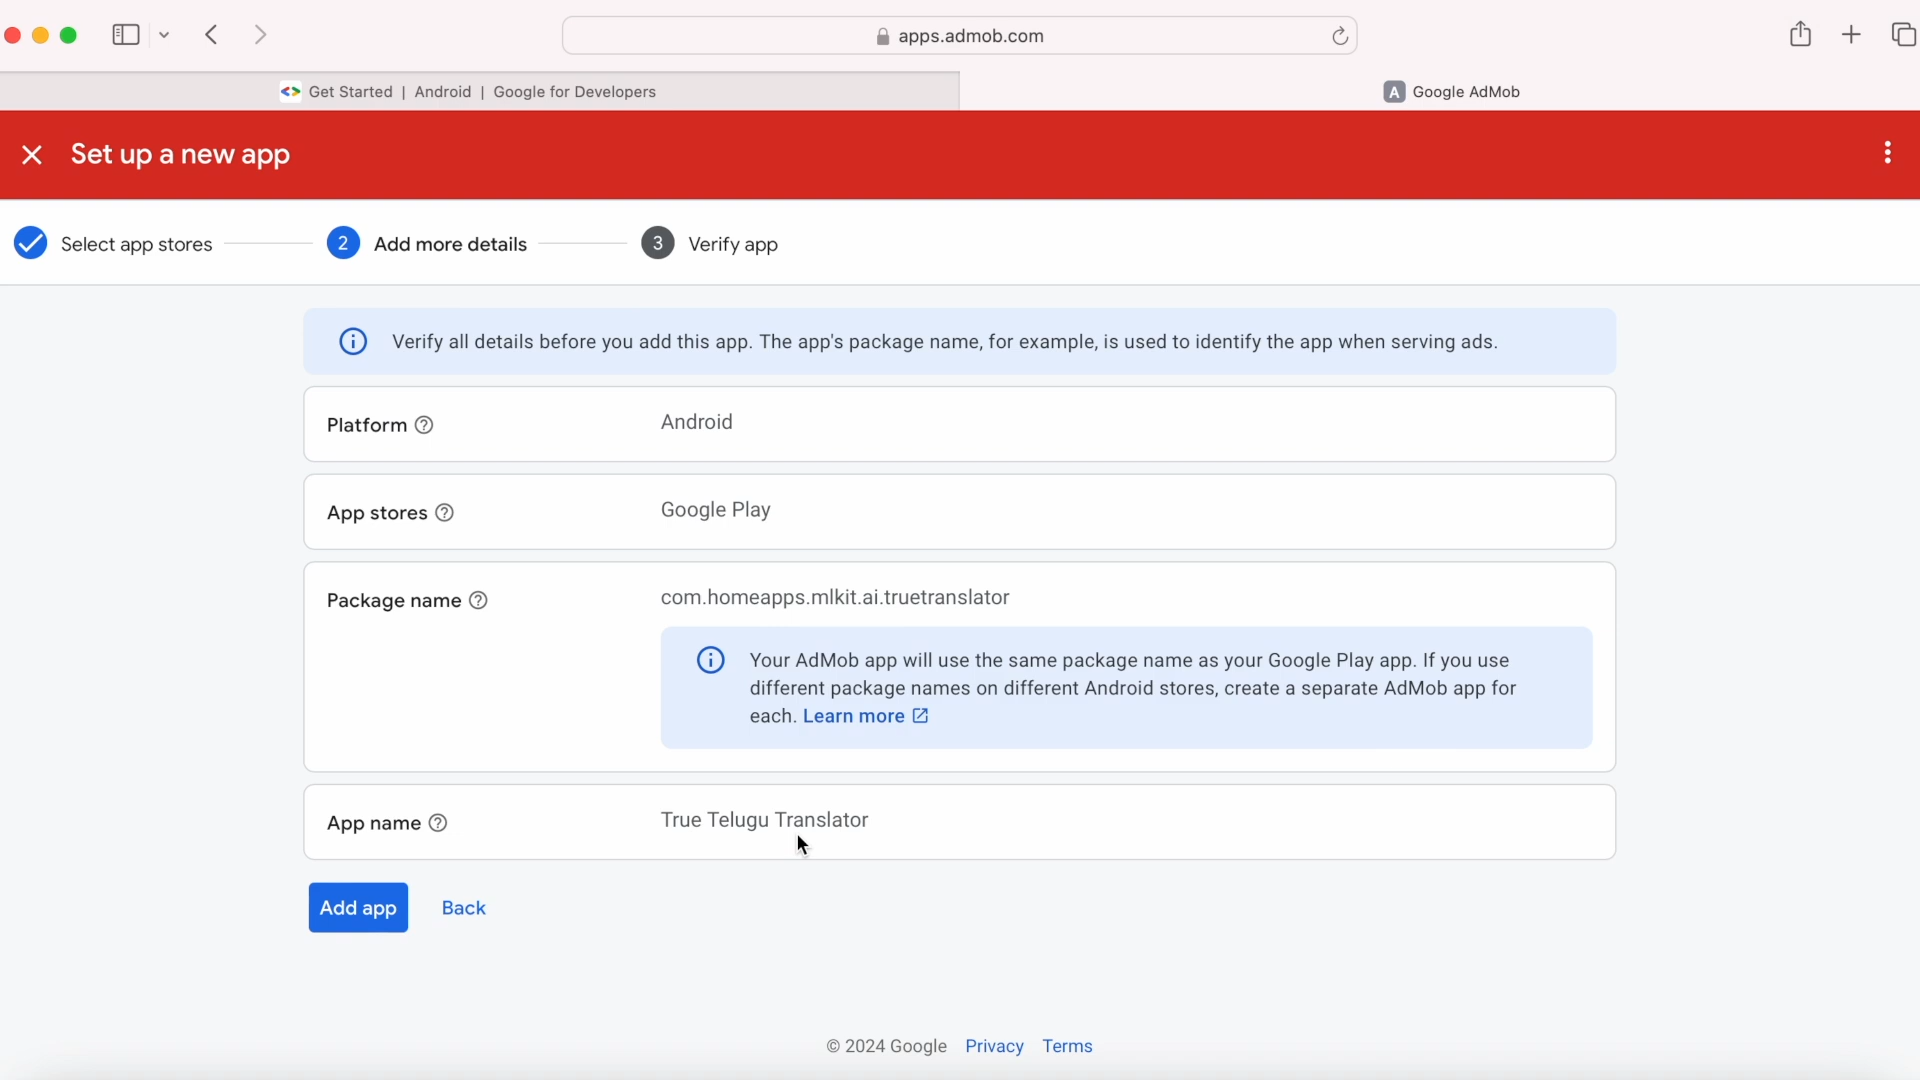 apps.admob.com
Get Started | Android | Google for Developers
A Google AdMob
Set up a new app
Select app stores
2 Add more details
3 Verify app
Verify all details before you add this app. The app's package name, for example, is used to identify the app when serving ads.
Platform
Android
App stores
Google Play
Package name
com.homeapps.mlkit.ai.truetranslator
Your AdMob app will use the same package name as your Google Play app. If you use
different package names on different Android stores, create a separate AdMob app for
each. Learn more
App name
True Telugu Translator
Add app
Back
© 2024 Google Privacy Terms